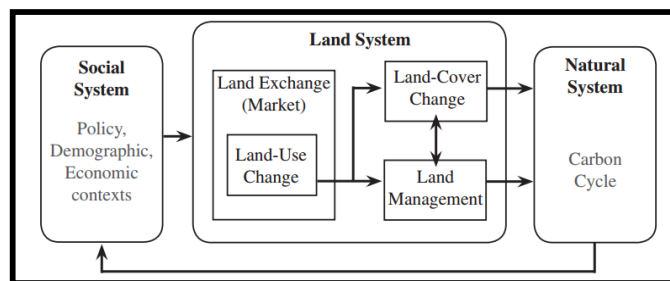 Social
System
Policy,
Demographic,
Economic
contexts
Land System
Land Exchange
(Market)
Land-Use
Change
Land-Cover
Change
Land
Management
Natural
System
Carbon
Cycle